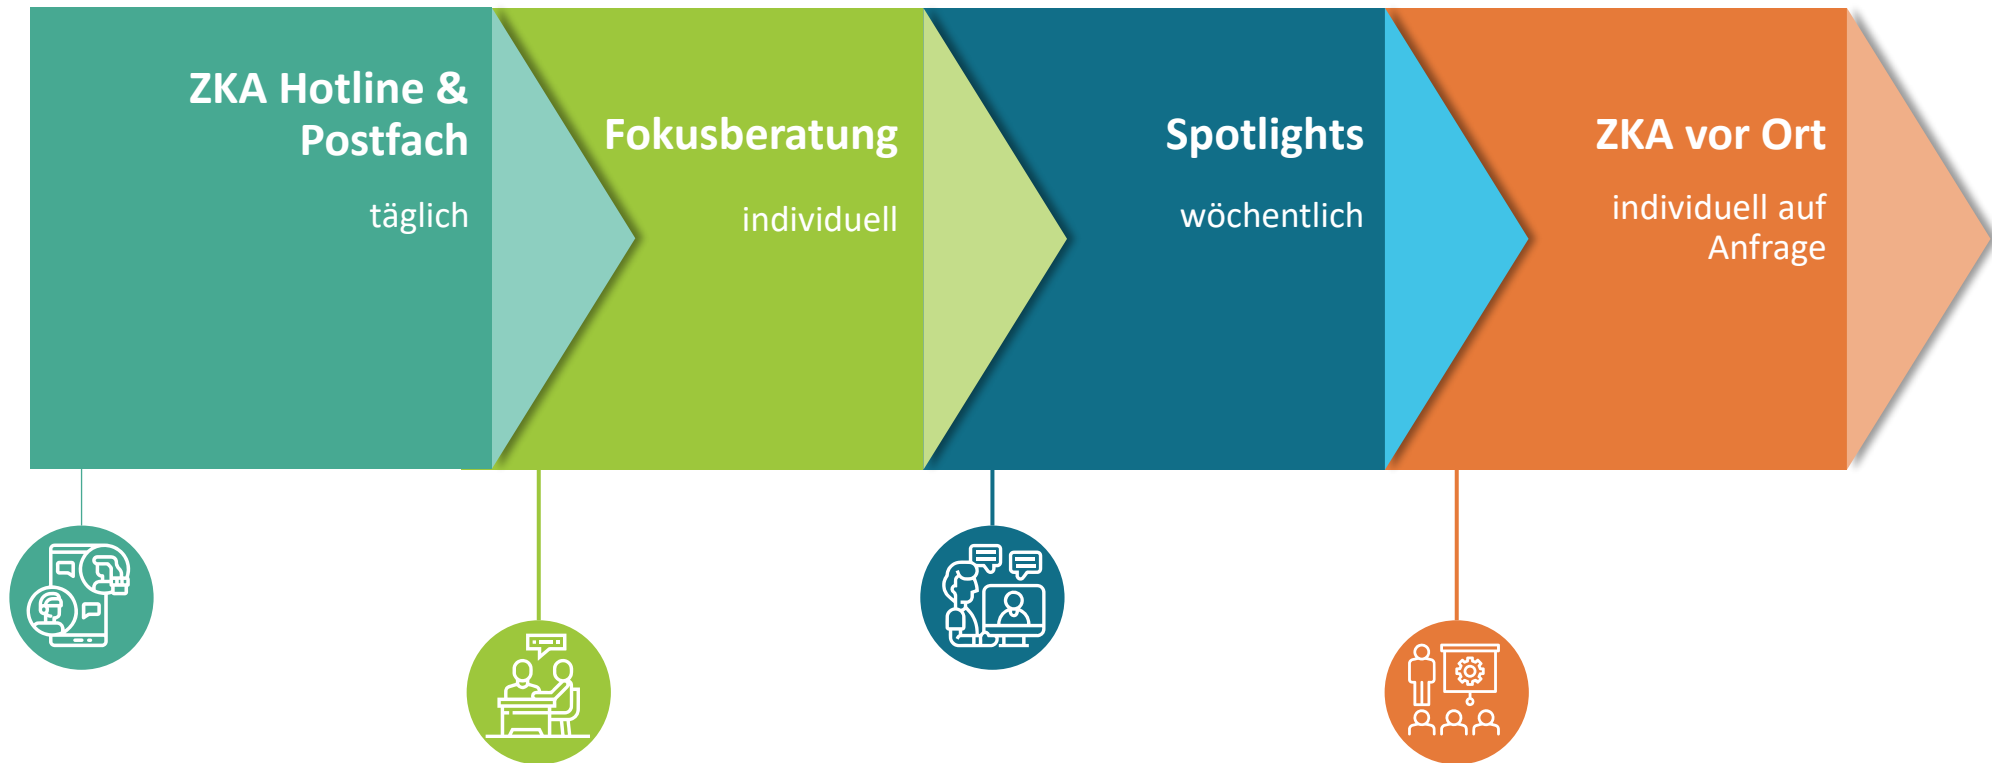 ZKA Hotline &
Postfach
täglich
Fokusberatung
individuell
Spotlights
wöchentlich
ZKA vor Ort
individuell auf
Anfrage